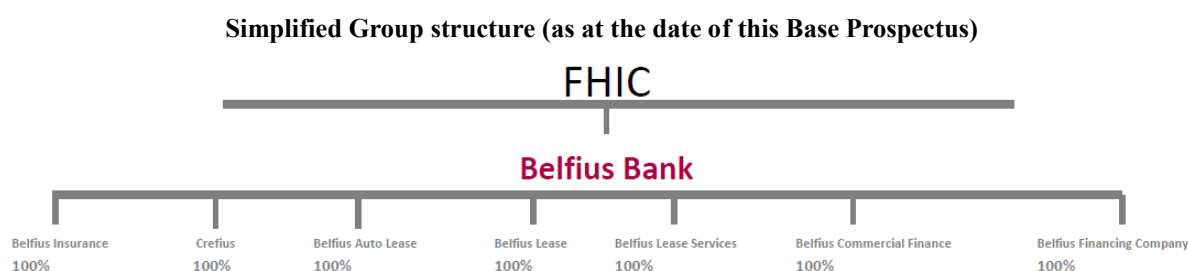 Simplified Group structure (as at the date of this Base Prospectus)
FHIC
Belfius Bank
Belfius Insurance Crefius Belfius Auto Lease Belfius Lease Belfius Lease Services Belfius Commercial Finance Belfius Financing Company
100% 100% 100% 100% 100% 100% 100%